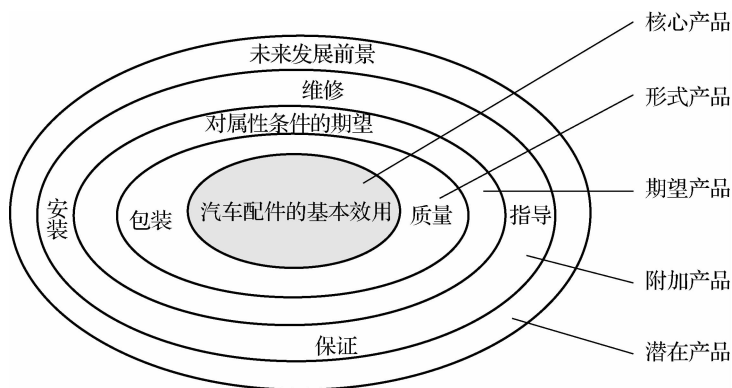 核心产品
未来发展前景
维修
形式产品
对属性条件的期望
期望产品
安装
包装
汽车配件的基本效用
质量
指导
附加产品
保证
潜在产品